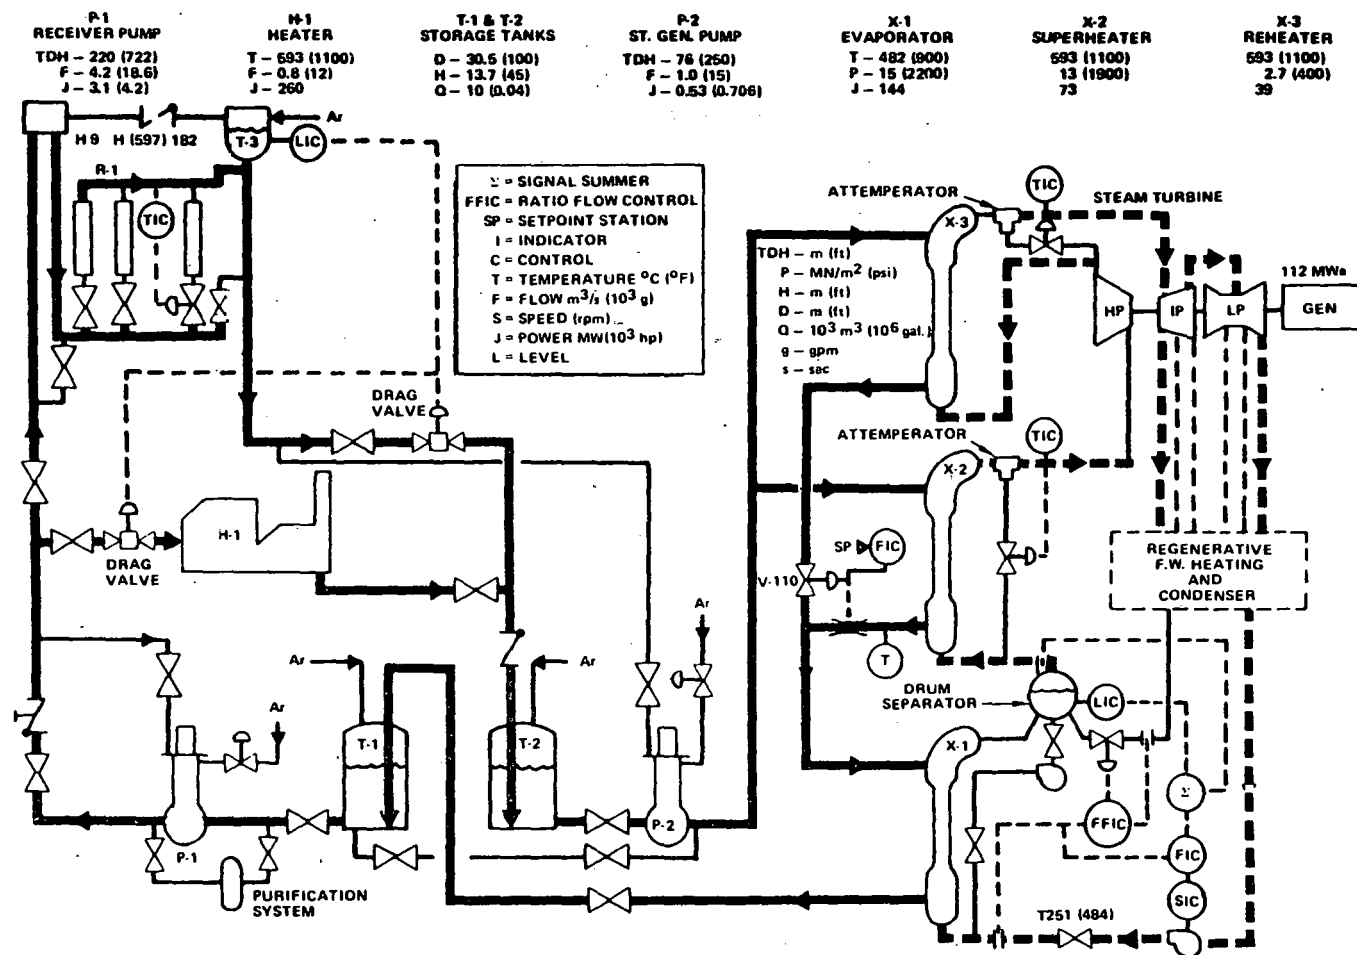 P-1
RECEIVER PUMP
TDH – 220 (722)
F – 4.2 (18.6)
J – 3.1 (4.2)
H-1
HEATER
T – 593 (1100)
F – 0.8 (12)
J – 260
T-1 & T-2
STORAGE TANKS
D – 30.5 (100)
H – 13.7 (45)
Q – 10 (0.04)
P-2
ST. GEN. PUMP
TDH – 76 (250)
F – 1.0 (15)
J – 0.53 (0.706)
X-1
EVAPORATOR
T – 482 (900)
P – 15 (2200)
J – 144
X-2
SUPERHEATER
593 (1100)
13 (1900)
73
X-3
REHEATER
593 (1100)
2.7 (400)
39
H 9 H (597) 182
T-3
Ar
LIC
R-1
TIC
Σ = SIGNAL SUMMER
FFIC = RATIO FLOW CONTROL
SP = SETPOINT STATION
I = INDICATOR
C = CONTROL
T = TEMPERATURE °C (°F)
F = FLOW m³/s (10³ g)
S = SPEED (rpm)
J = POWER MW(10³ hp)
L = LEVEL
TDH – m (ft)
P – MN/m² (psi)
H – m (ft)
D – m (ft)
Q – 10³ m³ (10⁶ gal.)
g – gpm
s – sec
ATTEMPERATOR
TIC
STEAM TURBINE
X-3
HP
IP
LP
112 MWe
GEN
DRAG
VALVE
ATTEMPERATOR
TIC
X-2
H-1
DRAG
VALVE
SP
FIC
V-110
T
REGENERATIVE
F.W. HEATING
AND
CONDENSER
Ar
Ar
Ar
Ar
DRUM
SEPARATOR
LIC
T-1
T-2
X-1
P-1
P-2
Σ
FFIC
FIC
SIC
PURIFICATION
SYSTEM
T251 (484)